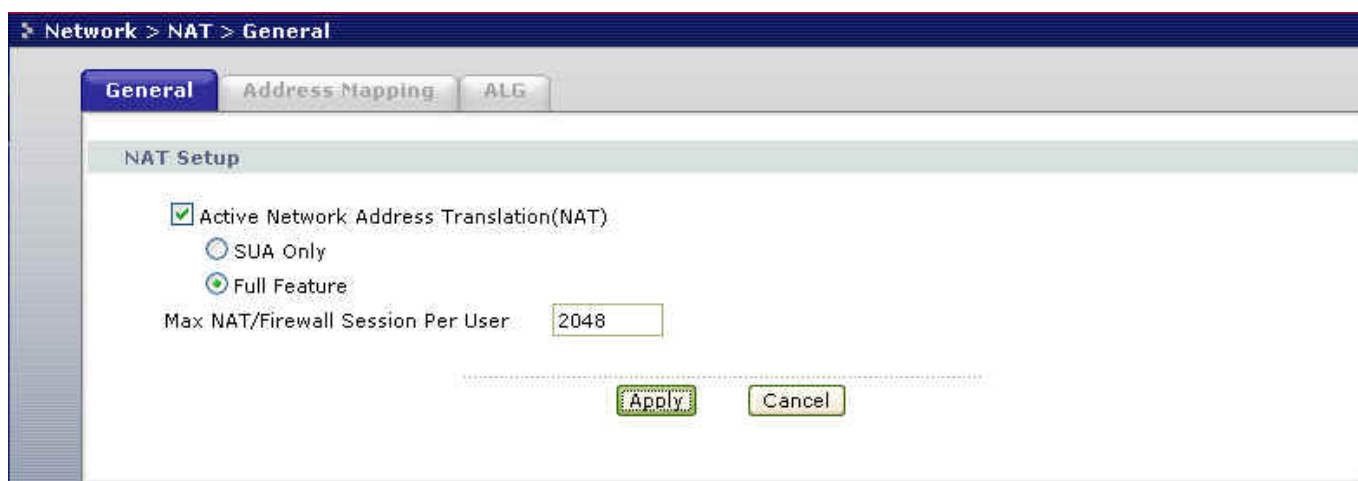 Network > NAT > General
General Address Mapping ALG
NAT Setup
Active Network Address Translation(NAT)
SUA Only
Full Feature
Max NAT/Firewall Session Per User 2048
Apply Cancel